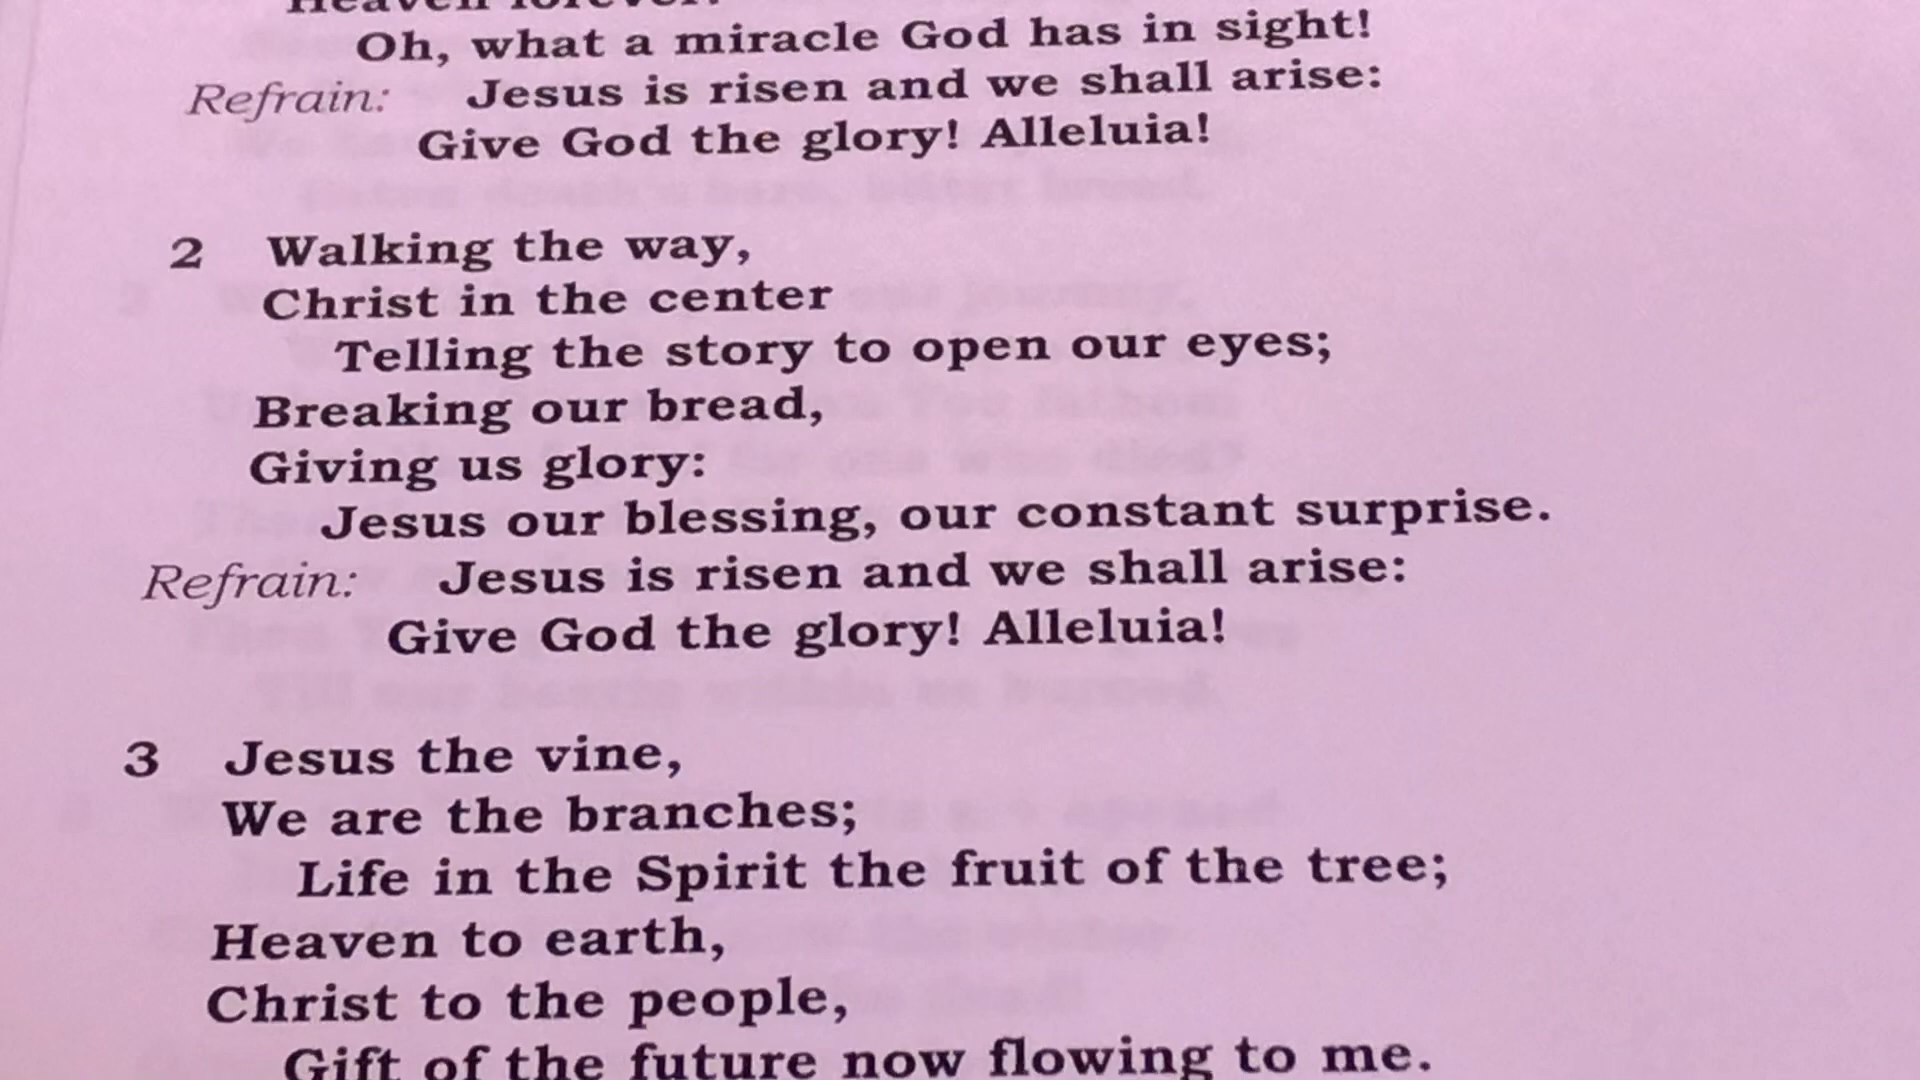 Heaven forever!
Oh, what a miracle God has in sight!
Refrain: Jesus is risen and we shall arise:
Give God the glory! Alleluia!
2 Walking the way,
Christ in the center
Telling the story to open our eyes;
Breaking our bread,
Giving us glory:
Jesus our blessing, our constant surprise.
Refrain: Jesus is risen and we shall arise:
Give God the glory! Alleluia!
3 Jesus the vine,
We are the branches;
Life in the Spirit the fruit of the tree;
Heaven to earth,
Christ to the people,
Gift of the future now flowing to me.